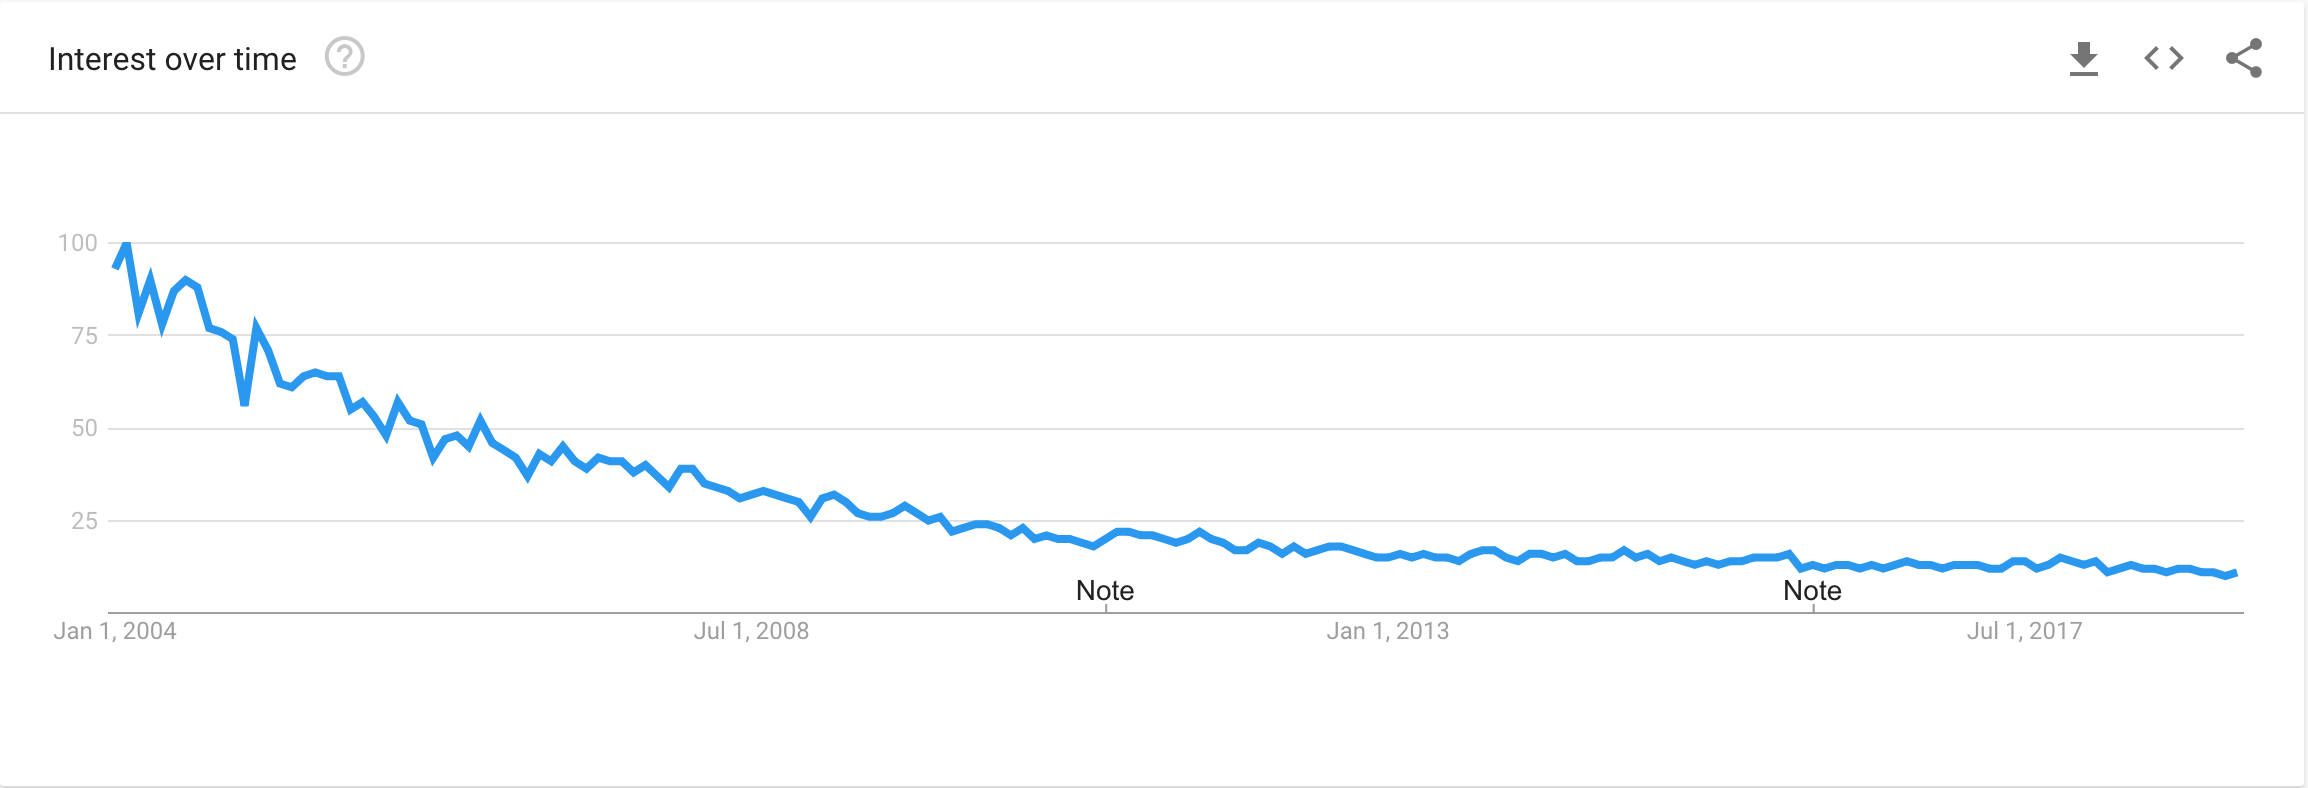 Interest over time ?
100
75
50
25
Note Note
Jan 1, 2004 Jul 1, 2008 Jan 1, 2013 Jul 1, 2017